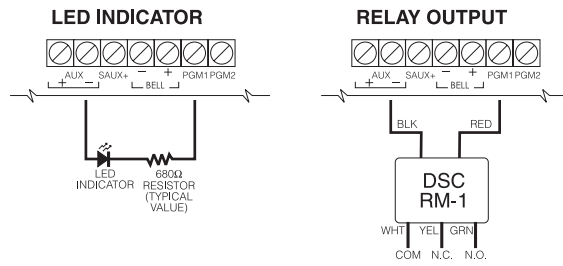 LED INDICATOR
AUX SAUX+ − + PGM1 PGM2
+ − BELL
LED
INDICATOR
680Ω
RESISTOR
(TYPICAL
VALUE)
RELAY OUTPUT
AUX SAUX+ − + PGM1 PGM2
+ − BELL
BLK RED
DSC
RM-1
WHT YEL GRN
COM N.C. N.O.